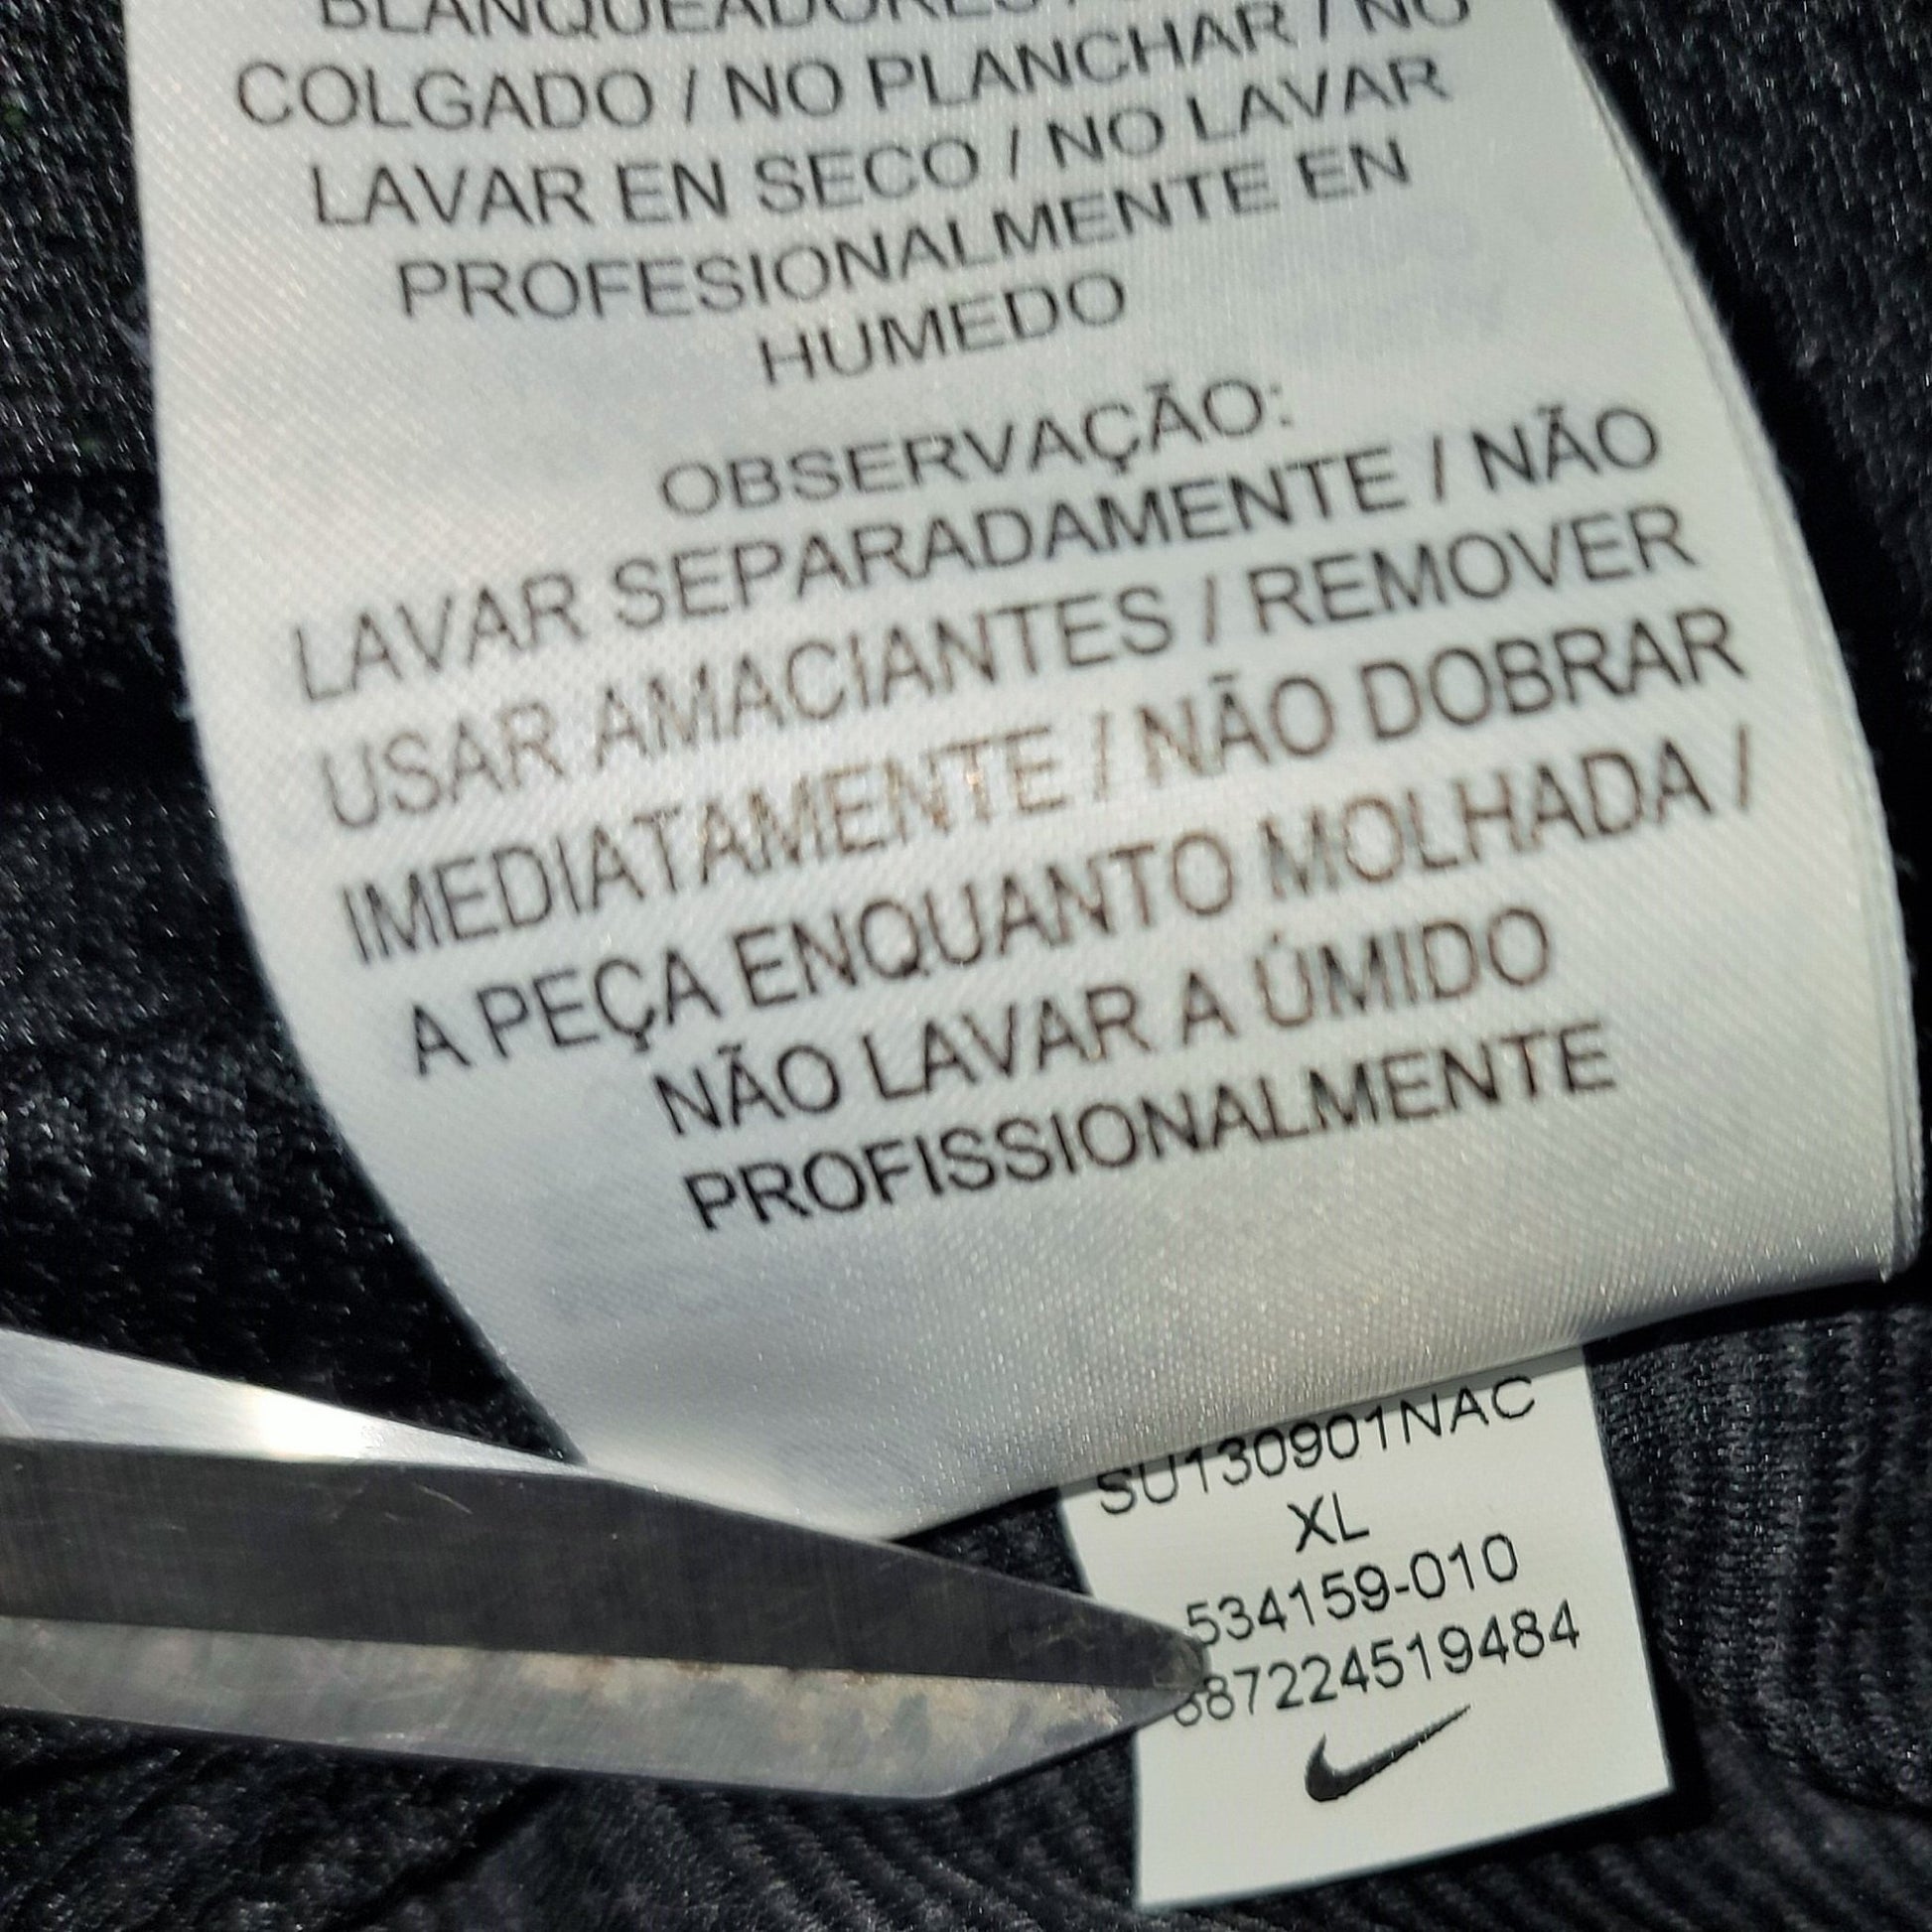 BLANQUEADORES /
COLGADO / NO PLANCHAR / NO
LAVAR EN SECO / NO LAVAR
PROFESIONALMENTE EN
HUMEDO
OBSERVAÇÃO:
LAVAR SEPARADAMENTE / NÃO
USAR AMACIANTES / REMOVER
IMEDIATAMENTE / NÃO DOBRAR
A PEÇA ENQUANTO MOLHADA /
NÃO LAVAR A ÚMIDO
PROFISSIONALMENTE
SU130901NAC
XL
534159-010
887224519484